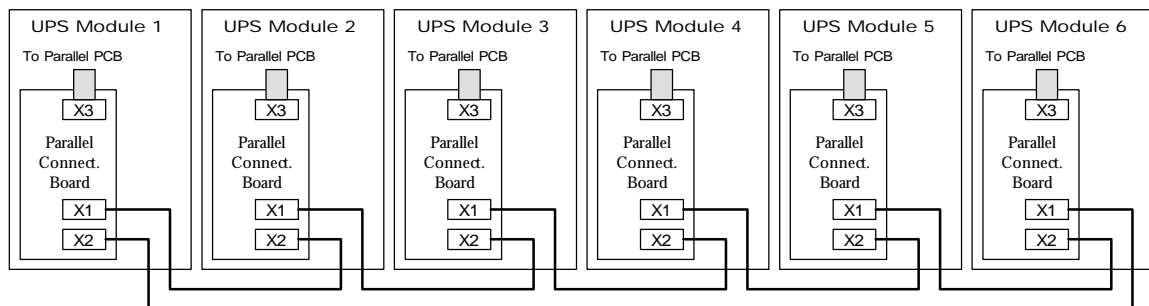 UPS Module 1
To Parallel PCB
X3
Parallel
Connect.
Board
X1
X2
UPS Module 2
To Parallel PCB
X3
Parallel
Connect.
Board
X1
X2
UPS Module 3
To Parallel PCB
X3
Parallel
Connect.
Board
X1
X2
UPS Module 4
To Parallel PCB
X3
Parallel
Connect.
Board
X1
X2
UPS Module 5
To Parallel PCB
X3
Parallel
Connect.
Board
X1
X2
UPS Module 6
To Parallel PCB
X3
Parallel
Connect.
Board
X1
X2